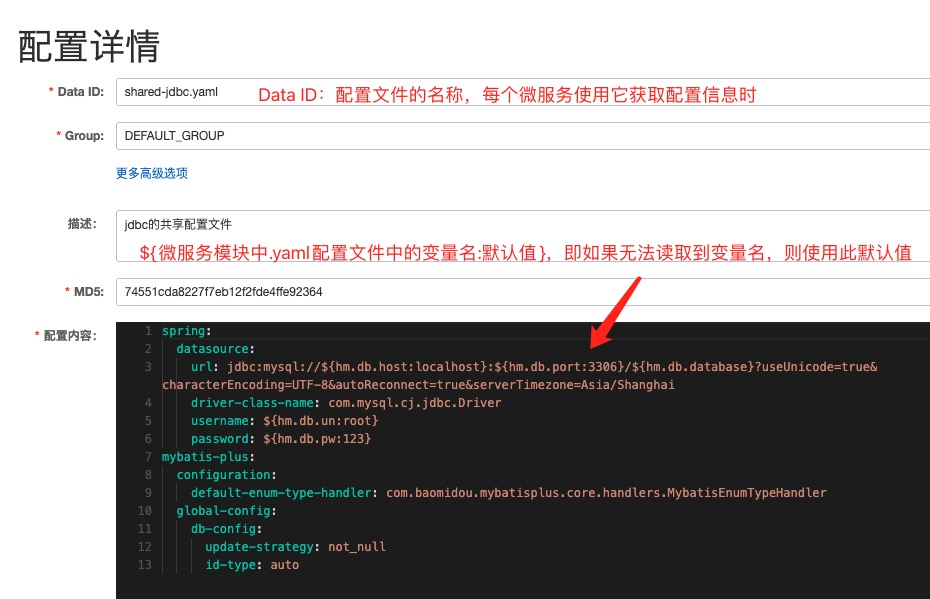 配置详情
* Data ID: shared-jdbc.yaml Data ID：配置文件的名称，每个微服务使用它获取配置信息时
* Group: DEFAULT_GROUP
更多高级选项
描述： jdbc的共享配置文件
${微服务模块中.yaml配置文件中的变量名:默认值}，即如果无法读取到变量名，则使用此默认值
* MD5: 74551cda8227f7eb12f2fde4ffe92364
* 配置内容：
1 spring:
2 datasource:
3 url: jdbc:mysql://${hm.db.host:localhost}:${hm.db.port:3306}/${hm.db.database}?useUnicode=true&
characterEncoding=UTF-8&autoReconnect=true&serverTimezone=Asia/Shanghai
4 driver-class-name: com.mysql.cj.jdbc.Driver
5 username: ${hm.db.un:root}
6 password: ${hm.db.pw:123}
7 mybatis-plus:
8 configuration:
9 default-enum-type-handler: com.baomidou.mybatisplus.core.handlers.MybatisEnumTypeHandler
10 global-config:
11 db-config:
12 update-strategy: not_null
13 id-type: auto